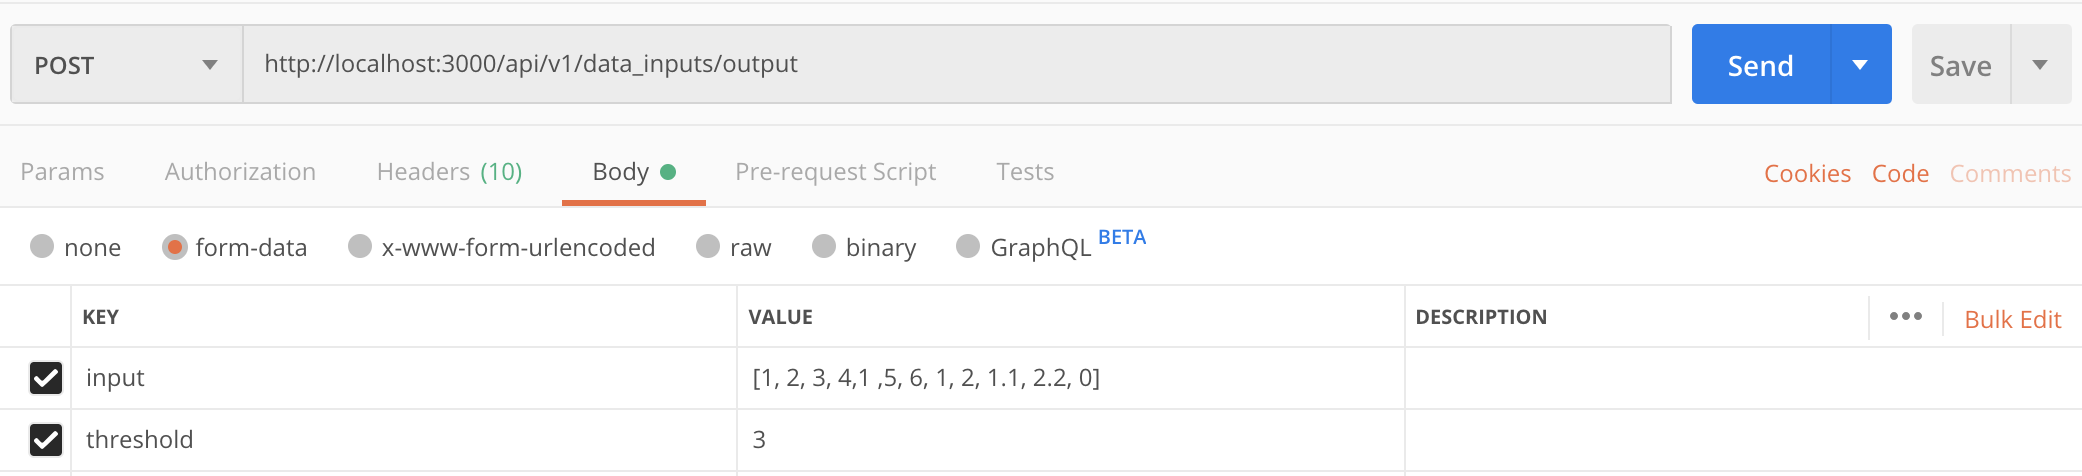 POST http://localhost:3000/api/v1/data_inputs/output Send Save
Params Authorization Headers (10) Body Pre-request Script Tests Cookies Code Comments
none form-data x-www-form-urlencoded raw binary GraphQL BETA
KEY VALUE DESCRIPTION ••• Bulk Edit
input [1, 2, 3, 4,1 ,5, 6, 1, 2, 1.1, 2.2, 0]
threshold 3